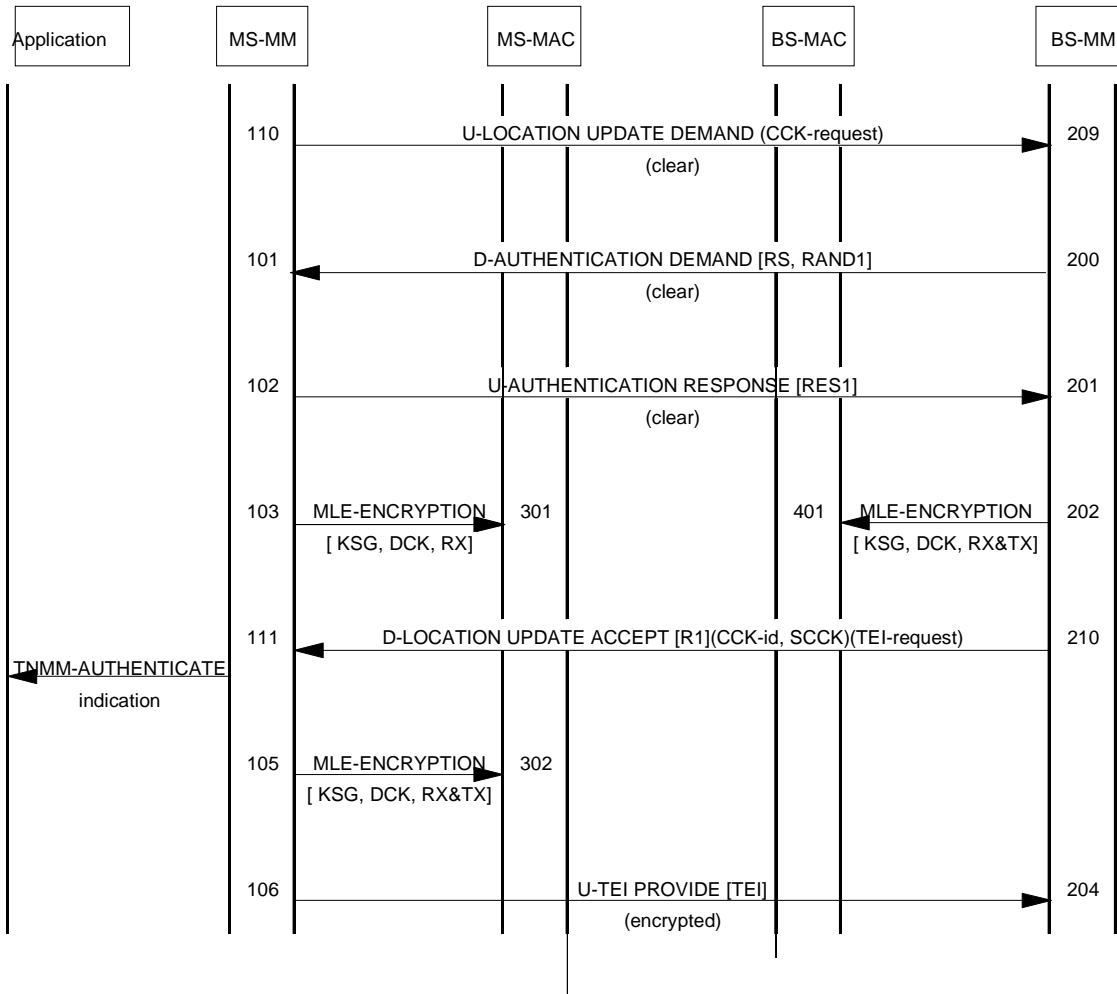 Application
MS-MM
MS-MAC
BS-MAC
BS-MM
110
U-LOCATION UPDATE DEMAND (CCK-request)
209
(clear)
101
D-AUTHENTICATION DEMAND [RS, RAND1]
200
(clear)
102
U-AUTHENTICATION RESPONSE [RES1]
201
(clear)
103
MLE-ENCRYPTION
301
401
MLE-ENCRYPTION
202
[ KSG, DCK, RX]
[ KSG, DCK, RX&TX]
111
D-LOCATION UPDATE ACCEPT [R1](CCK-id, SCCK)(TEI-request)
210
TNMM-AUTHENTICATE
indication
105
MLE-ENCRYPTION
302
[ KSG, DCK, RX&TX]
106
U-TEI PROVIDE [TEI]
204
(encrypted)